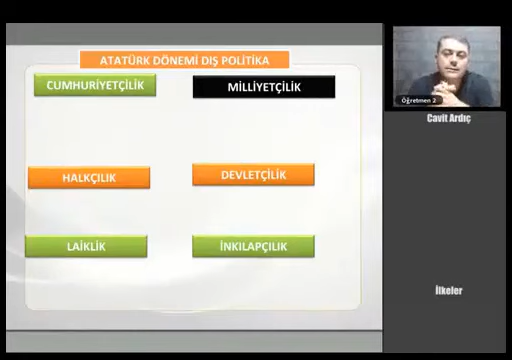 ATATÜRK DÖNEMİ DIŞ POLİTİKA
CUMHURİYETÇİLİK
MİLLİYETÇİLİK
HALKÇILIK
DEVLETÇİLİK
LAİKLİK
İNKILAPÇILIK
Öğretmen 2
Cavit Ardıç
İlkeler